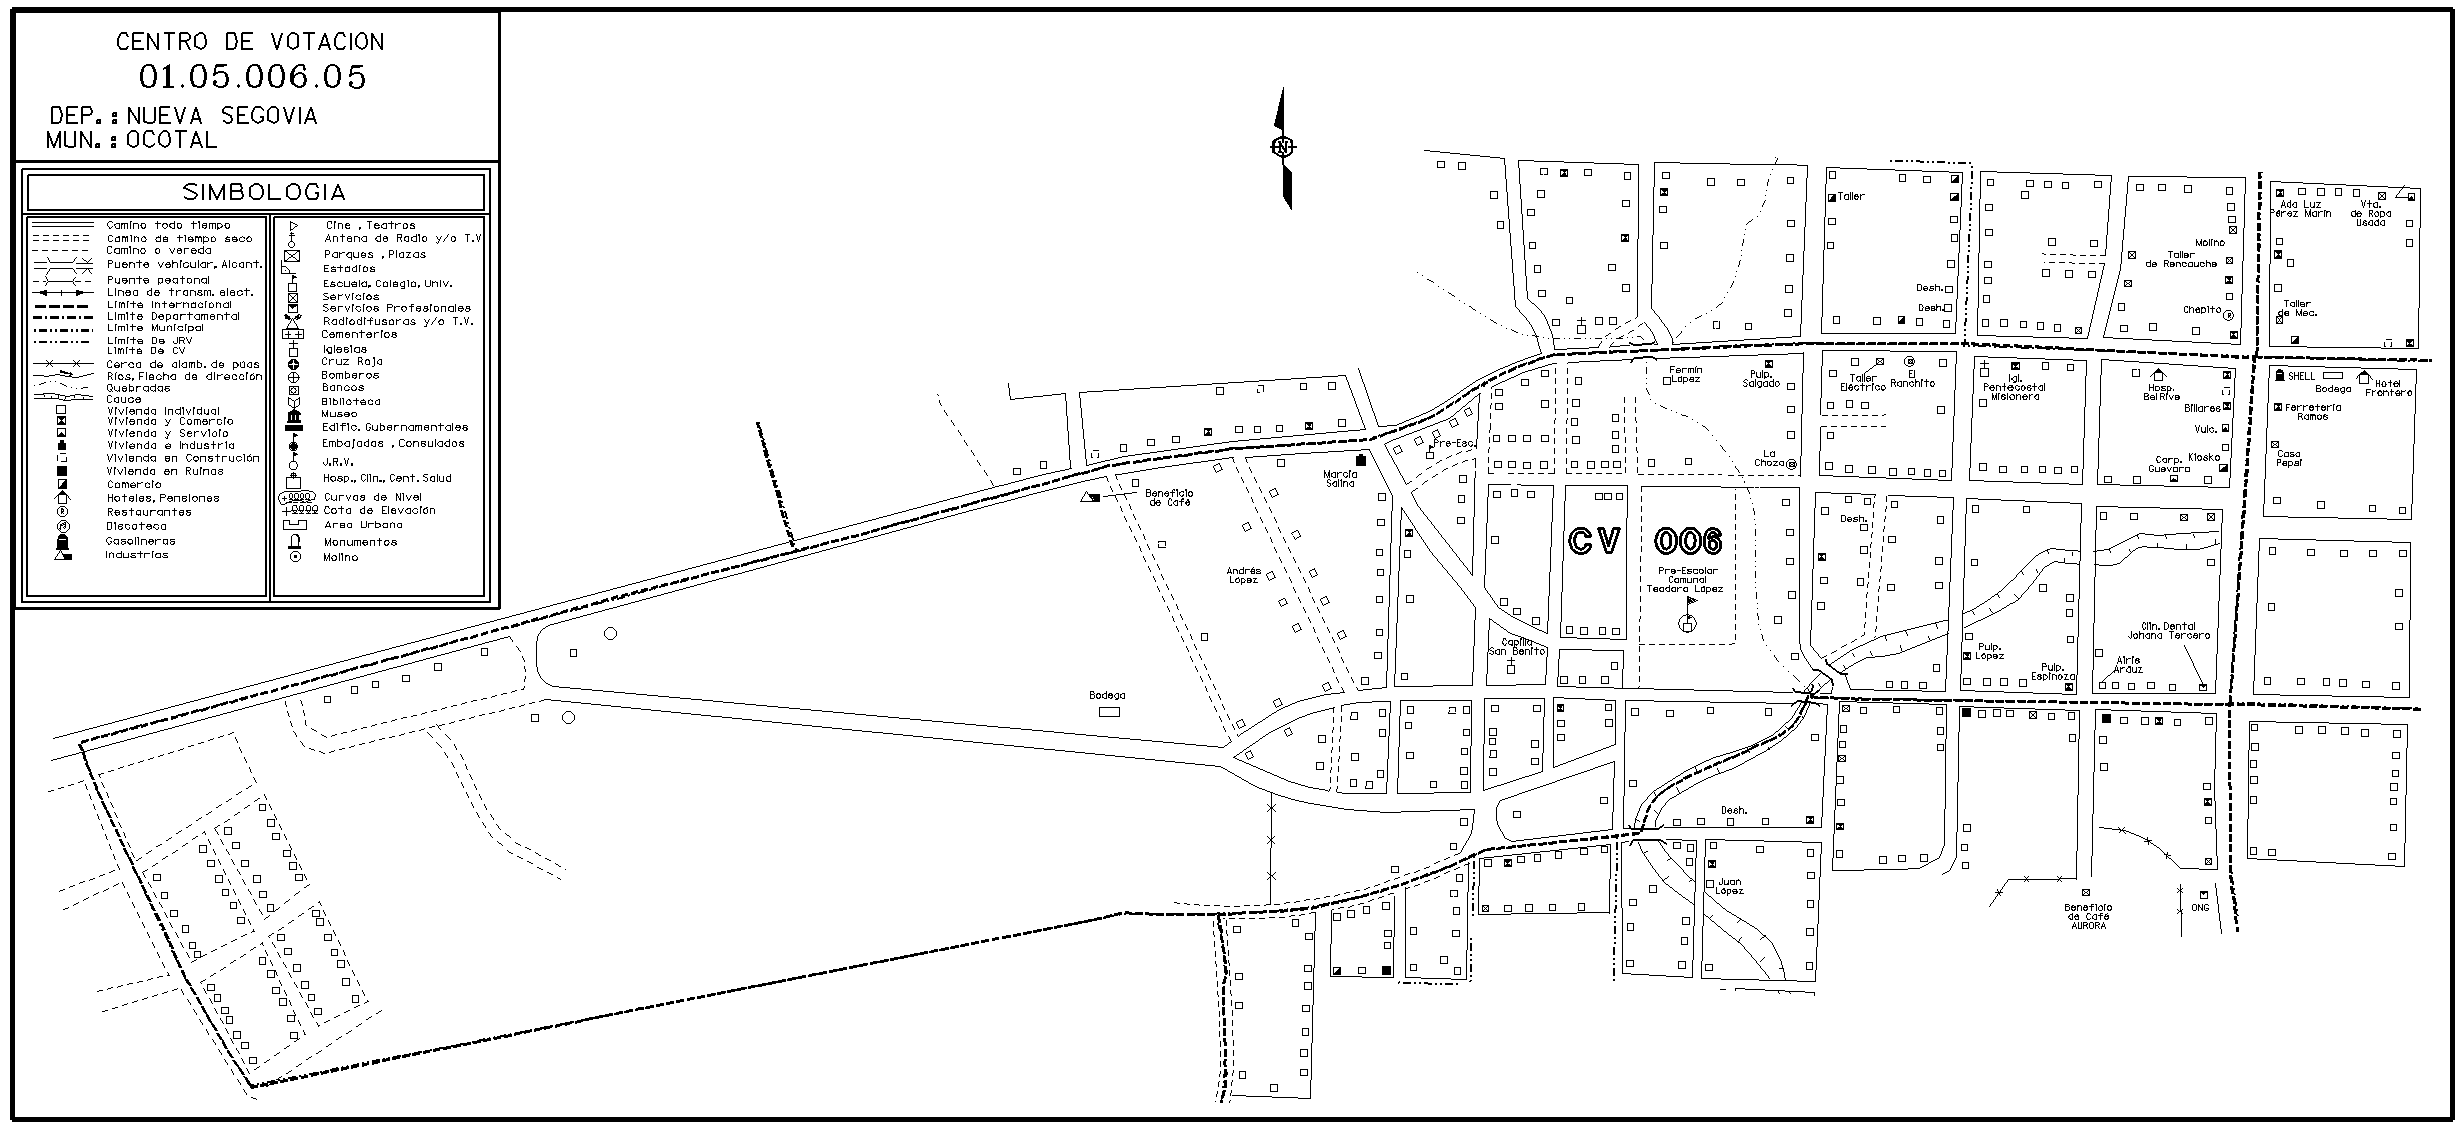 CENTRO DE VOTACION
01.05.006.05
DEP.: NUEVA SEGOVIA
MUN.: OCOTAL
SIMBOLOGIA
Camino todo tiempo
Camino de tiempo seco
Camino o vereda
Puente vehicular, Alcant.
Puente peatonal
Linea de transm. elect.
Limite Internacional
Limite Departamental
Limite Municipal
Limite De JRV
Limite De CV
Cerca de alamb. de púas
Ríos, Flecha de dirección
Quebradas
Cauce
Vivienda Individual
Vivienda y Comercio
Vivienda y Servicio
Vivienda e Industria
Vivienda en Construción
Vivienda en Ruinas
Comercio
Hoteles, Pensiones
Restaurantes
Discoteca
Gasolineras
Industrias
Cine , Teatros
Antena de Radio y/o T.V
Parques , Plazas
Estadios
Escuela, Colegio, Univ.
Servicios
Servicios Profesionales
Radiodifusoras y/o T.V.
Cementerios
Iglesias
Cruz Roja
Bomberos
Bancos
Biblioteca
Museo
Edific. Gubernamentales
Embajadas , Consulados
J.R.V.
Hosp., Clin., Cent. Salud
Curvas de Nivel
Cota de Elevación
Area Urbana
Monumentos
Molino
N
Taller
Desh.
Desh.
Molino
Taller
de Rencauche
Chepito
Ada Luz
Pérez Marín
Vta.
de Ropa
Usada
Taller
de Mec.
Fermín
López
Pulp.
Salgado
Taller
Eléctrico
El
Ranchito
Igl.
Pentecostal
Misionera
Hosp.
Bel Rive
Billares
Vulc.
Kiosko
Carp.
Guevara
SHELL
Bodega
Hotel
Frontera
Ferretería
Ramos
Casa
Pepsi
Pre-Esc.
Marcia
Salina
La
Choza
Beneficio
de Café
Desh.
CV 006
Pre-Escolar
Comunal
Teodora López
Andrés
López
Capilla
San Benito
Pulp.
López
Pulp.
Espinoza
Clin. Dental
Johana Tercero
Alris
Aráuz
Bodega
Desh.
Juan
López
Beneficio
de Café
AURORA
ONG